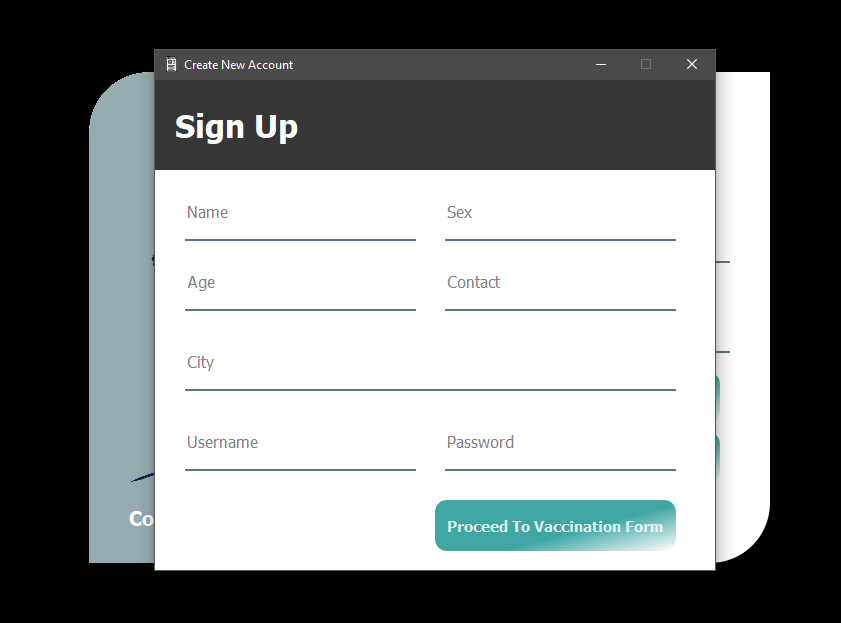 Create New Account
Sign Up
Name
Sex
Age
Contact
City
Username
Password
Proceed To Vaccination Form
Co